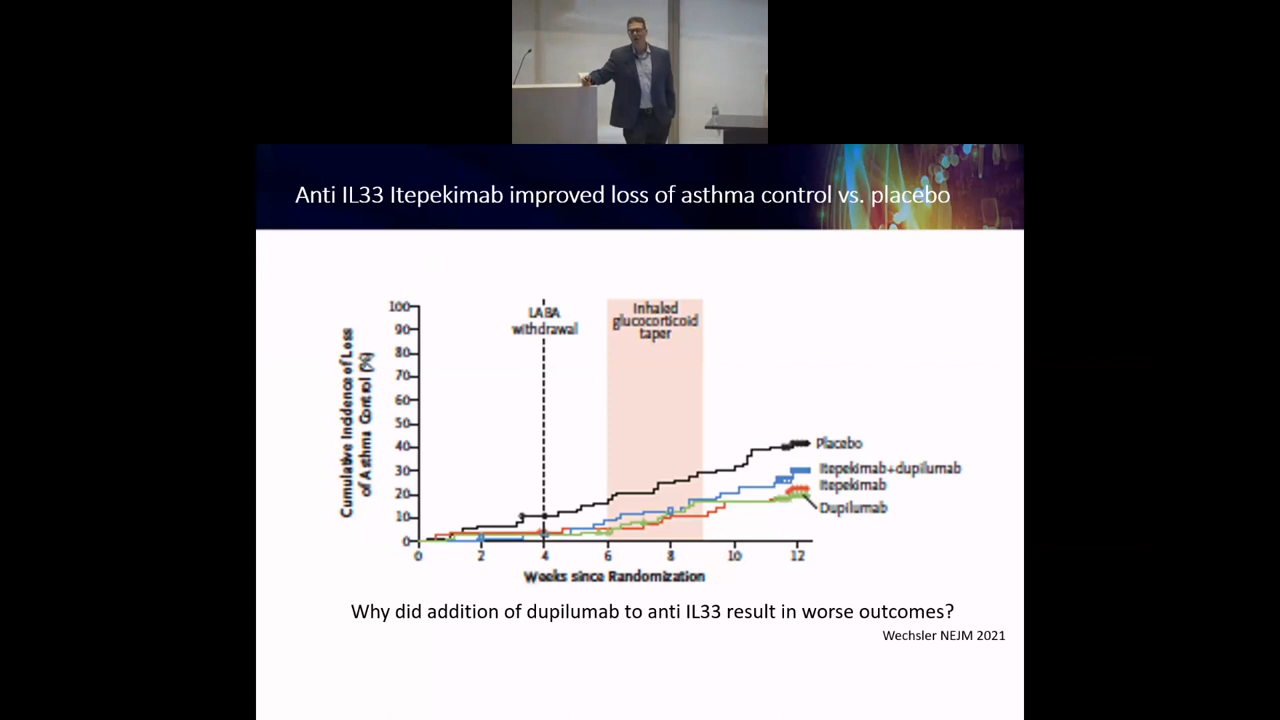 Anti IL33 Itepekimab improved loss of asthma control vs. placebo
Cumulative Incidence of Loss
of Asthma Control (%)
100
90
80
70
60
50
40
30
20
10
0
LABA
withdrawal
Inhaled
glucocorticoid
taper
Placebo
Itepekimab+dupilumab
Itepekimab
Dupilumab
0 2 4 6 8 10 12
Weeks since Randomization
Why did addition of dupilumab to anti IL33 result in worse outcomes?
Wechsler NEJM 2021